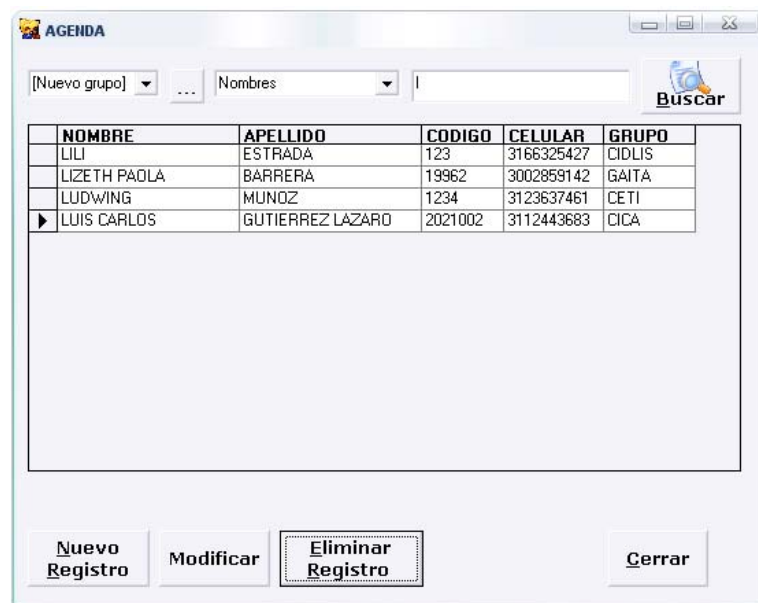 AGENDA
[Nuevo grupo] ... Nombres l Buscar
NOMBRE APELLIDO CODIGO CELULAR GRUPO
LILI ESTRADA 123 3166325427 CIDLIS
LIZETH PAOLA BARRERA 19962 3002859142 GAITA
LUDWING MUNOZ 1234 3123637461 CETI
LUIS CARLOS GUTIERREZ LAZARO 2021002 3112443683 CICA
Nuevo Registro Modificar Eliminar Registro Cerrar